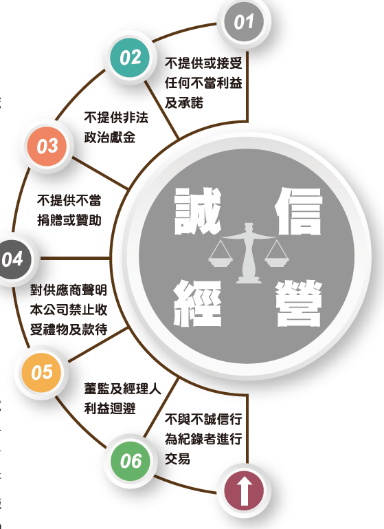 01
不提供或接受
任何不當利益
及承諾
02
不提供非法
政治獻金
03
不提供不當
捐贈或贊助
04
對供應商聲明
本公司禁止收
受禮物及款待
05
董監及經理人
利益迴避
06
不與不誠信行
為紀錄者進行
交易
誠信
經營